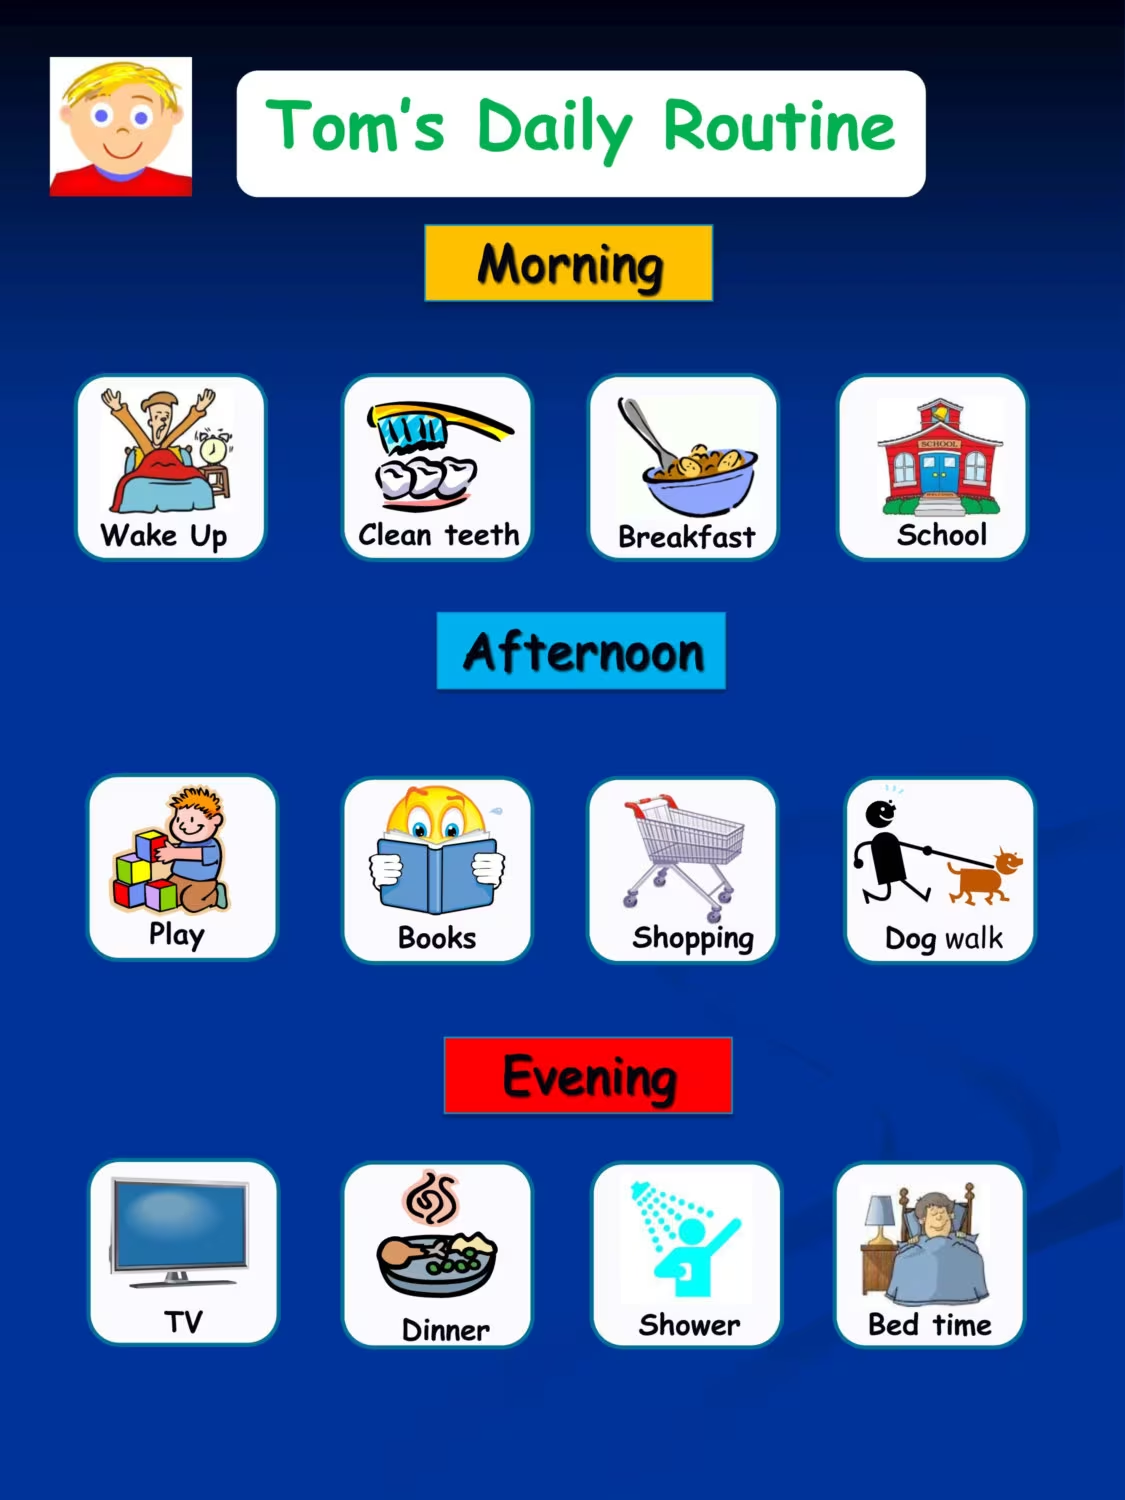 Tom's Daily Routine
Morning
SCHOOL
Wake Up
Clean teeth
Breakfast
School
Afternoon
Play
Books
Shopping
Dog walk
Evening
TV
Dinner
Shower
Bed time